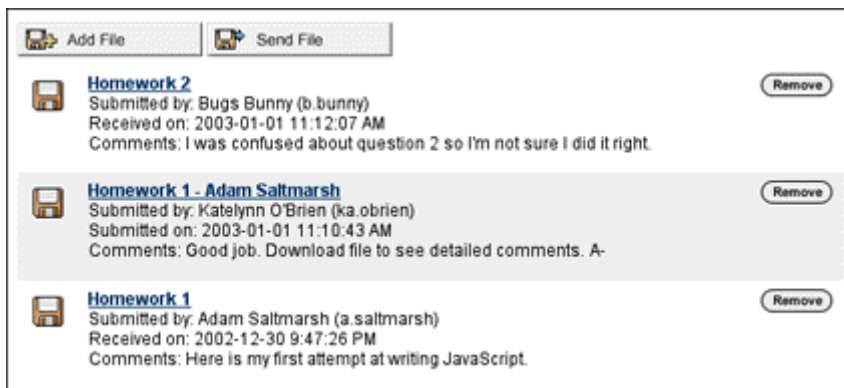 Add File Send File
Homework 2 Remove
Submitted by: Bugs Bunny (b.bunny)
Received on: 2003-01-01 11:12:07 AM
Comments: I was confused about question 2 so I'm not sure I did it right.
Homework 1 - Adam Saltmarsh Remove
Submitted by: Katelynn O'Brien (ka.obrien)
Submitted on: 2003-01-01 11:10:43 AM
Comments: Good job. Download file to see detailed comments. A-
Homework 1 Remove
Submitted by: Adam Saltmarsh (a.saltmarsh)
Received on: 2002-12-30 9:47:26 PM
Comments: Here is my first attempt at writing JavaScript.